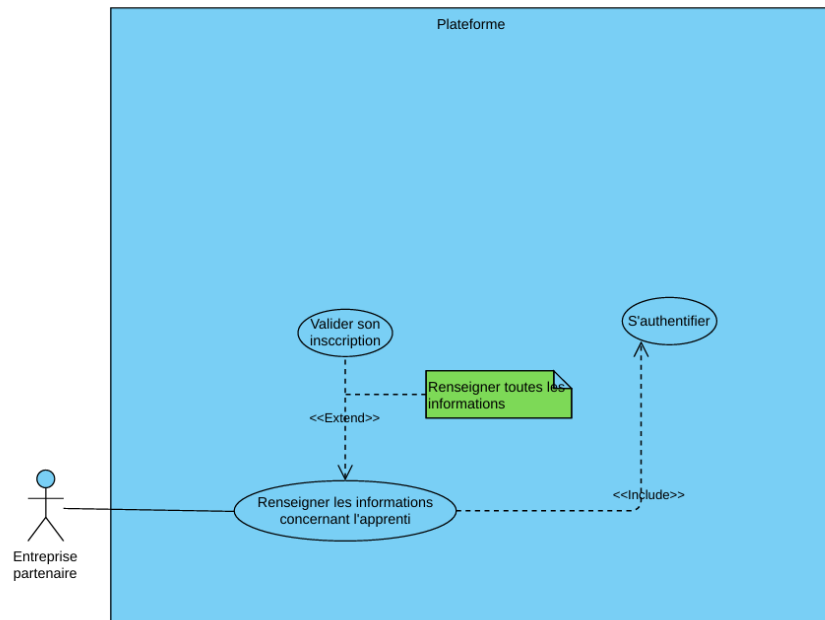 Plateforme
Valider son
insccription
S'authentifier
Renseigner toutes les
informations
<<Extend>>
<<Include>>
Renseigner les informations
concernant l'apprenti
Entreprise
partenaire